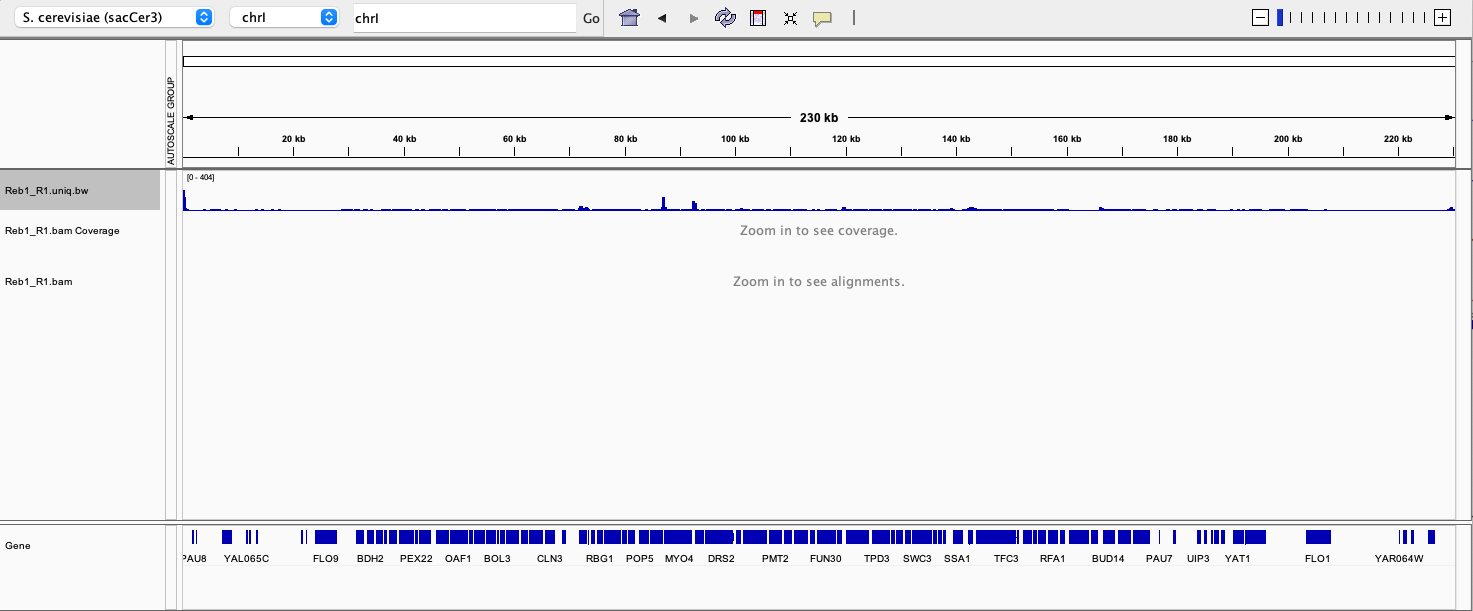 S. cerevisiae (sacCer3) chrI chrI Go
AUTOSCALE GROUP
230 kb
20 kb 40 kb 60 kb 80 kb 100 kb 120 kb 140 kb 160 kb 180 kb 200 kb 220 kb
[0 - 404]
Reb1_R1.uniq.bw
Reb1_R1.bam Coverage Zoom in to see coverage.
Reb1_R1.bam Zoom in to see alignments.
Gene
PAU8 YAL065C FLO9 BDH2 PEX22 OAF1 BOL3 CLN3 RBG1 POP5 MYO4 DRS2 PMT2 FUN30 TPD3 SWC3 SSA1 TFC3 RFA1 BUD14 PAU7 UIP3 YAT1 FLO1 YAR064W